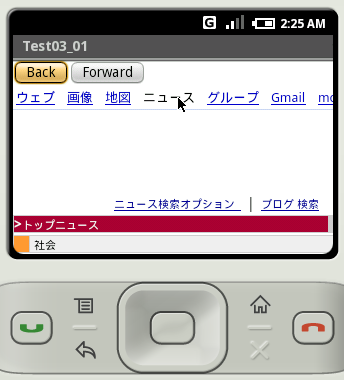 G 2:25 AM
Test03_01
Back Forward
ウェブ 画像 地図 ニュース グループ Gmail
ニュース検索オプション | ブログ 検索
>トップニュース
社会